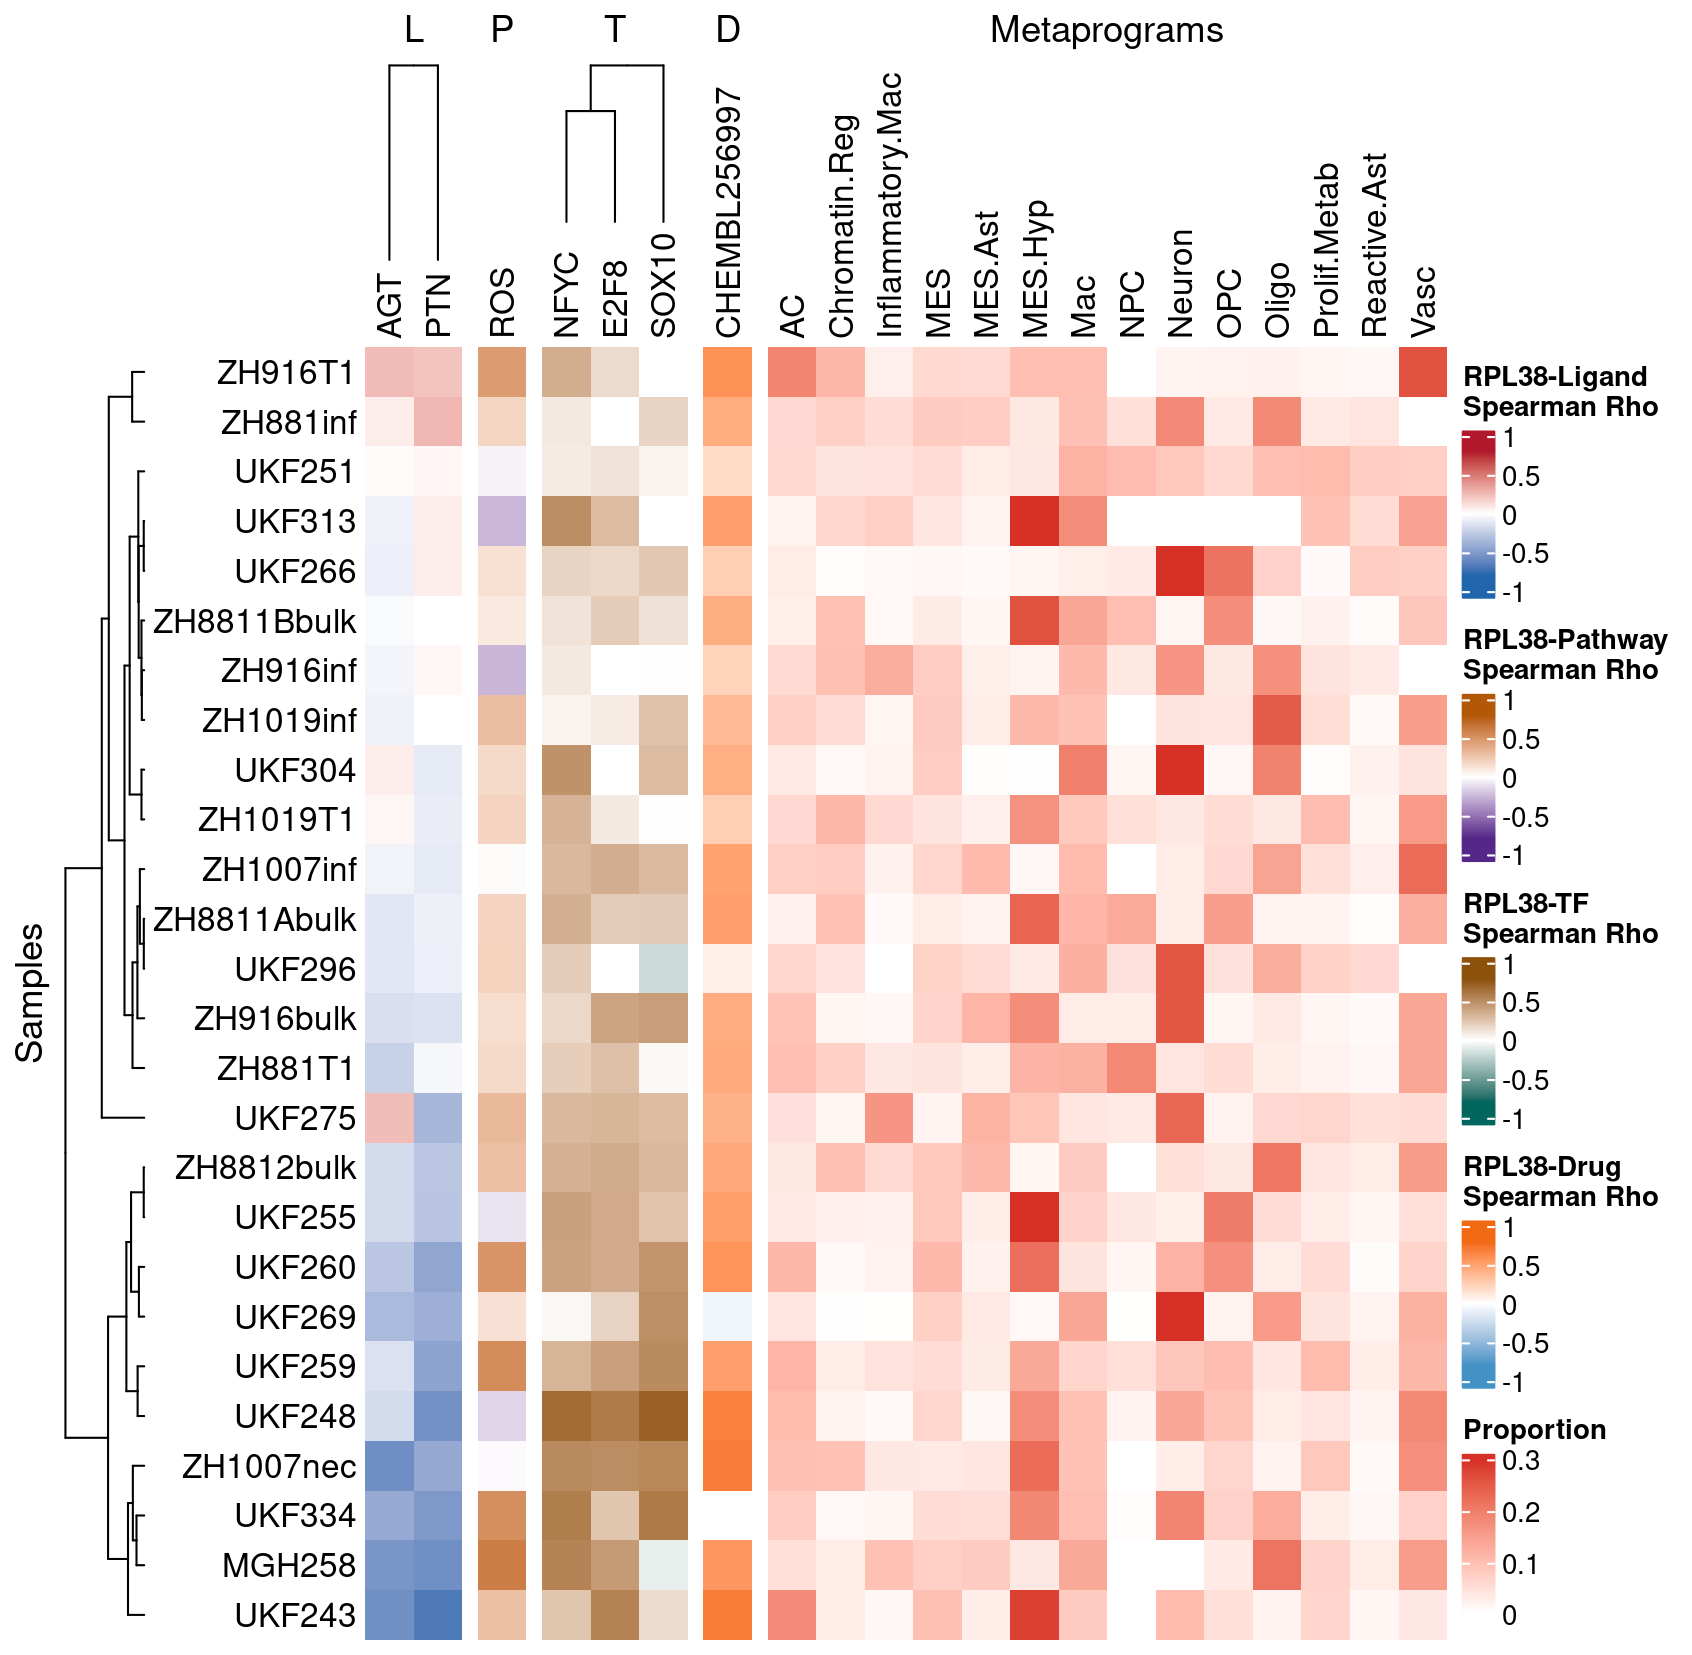 L P T D Metaprograms
AGT
PTN
ROS
NFYC
E2F8
SOX10
CHEMBL256997
AC
Chromatin.Reg
Inflammatory.Mac
MES
MES.Ast
MES.Hyp
Mac
NPC
Neuron
OPC
Oligo
Prolif.Metab
Reactive.Ast
Vasc
Samples
ZH916T1
ZH881inf
UKF251
UKF313
UKF266
ZH8811Bbulk
ZH916inf
ZH1019inf
UKF304
ZH1019T1
ZH1007inf
ZH8811Abulk
UKF296
ZH916bulk
ZH881T1
UKF275
ZH8812bulk
UKF255
UKF260
UKF269
UKF259
UKF248
ZH1007nec
UKF334
MGH258
UKF243
RPL38-Ligand
Spearman Rho
1
0.5
0
-0.5
-1
RPL38-Pathway
Spearman Rho
1
0.5
0
-0.5
-1
RPL38-TF
Spearman Rho
1
0.5
0
-0.5
-1
RPL38-Drug
Spearman Rho
1
0.5
0
-0.5
-1
Proportion
0.3
0.2
0.1
0